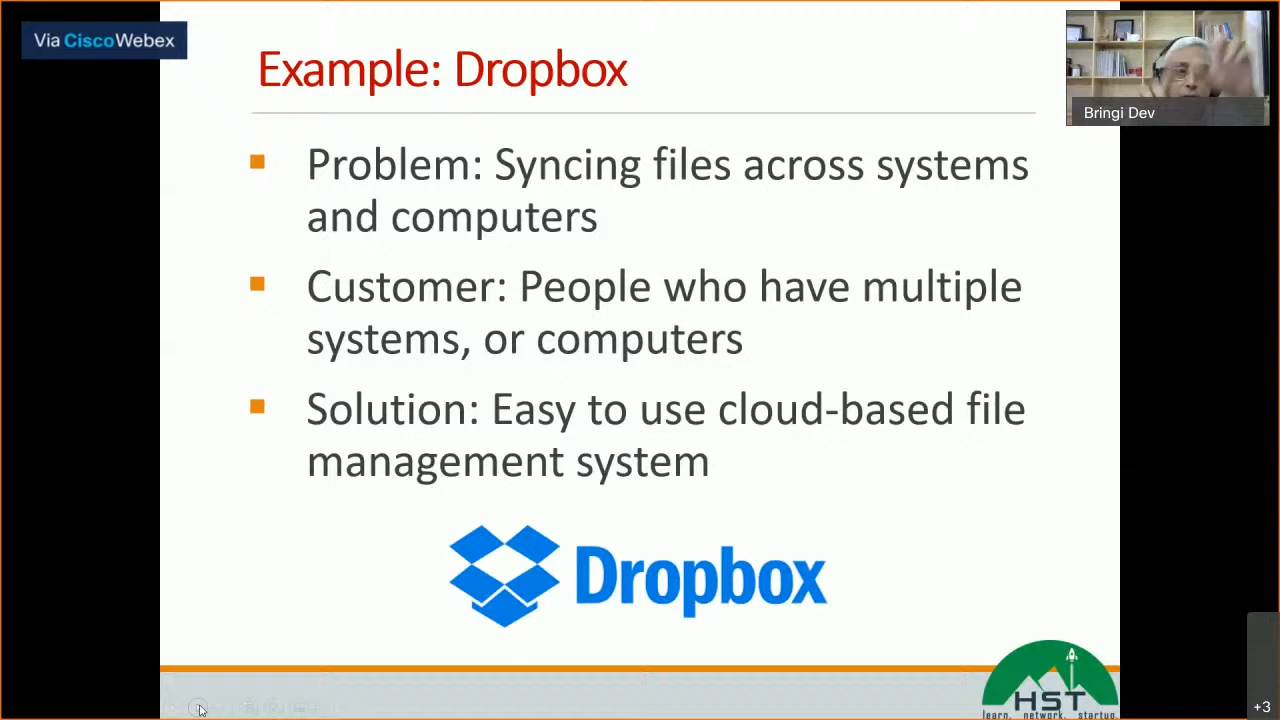 Via CiscoWebex
Example: Dropbox
Bringi Dev
▪ Problem: Syncing files across systems
and computers
▪ Customer: People who have multiple
systems, or computers
▪ Solution: Easy to use cloud-based file
management system
Dropbox
HST
learn. network. startup.
+3